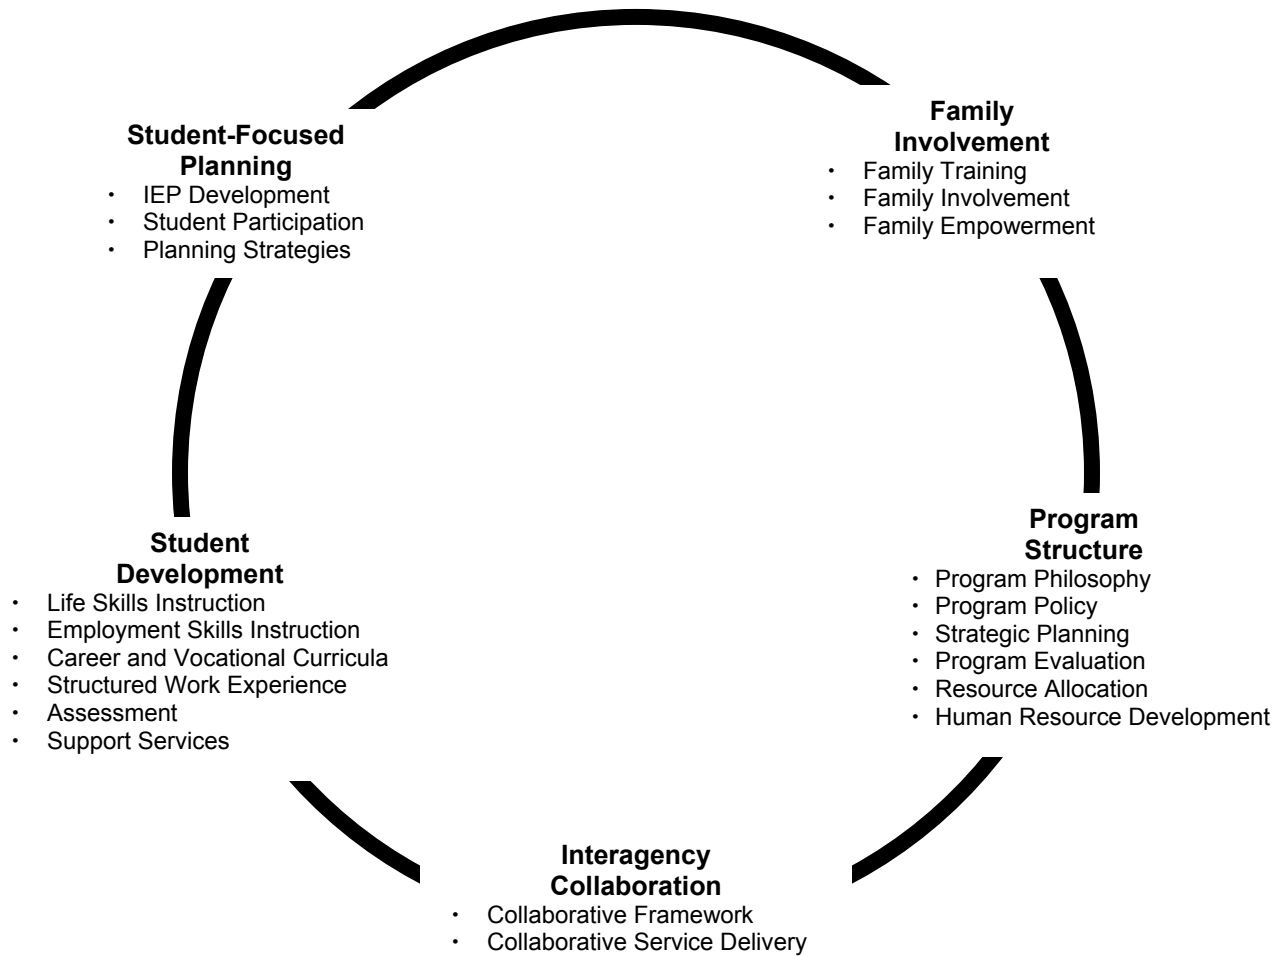 Student-Focused
Planning
· IEP Development
· Student Participation
· Planning Strategies
Family
Involvement
· Family Training
· Family Involvement
· Family Empowerment
Student
Development
· Life Skills Instruction
· Employment Skills Instruction
· Career and Vocational Curricula
· Structured Work Experience
· Assessment
· Support Services
Program
Structure
· Program Philosophy
· Program Policy
· Strategic Planning
· Program Evaluation
· Resource Allocation
· Human Resource Development
Interagency
Collaboration
· Collaborative Framework
· Collaborative Service Delivery